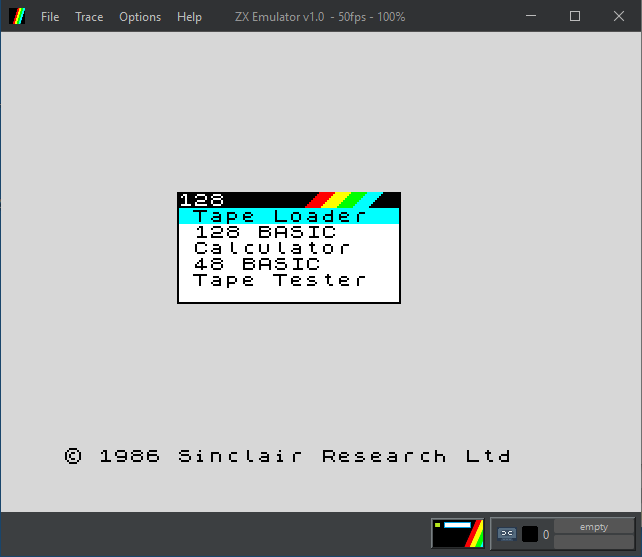 File Trace Options Help ZX Emulator v1.0 - 50fps - 100%
128
Tape Loader
128 BASIC
Calculator
48 BASIC
Tape Tester
© 1986 Sinclair Research Ltd
0 empty